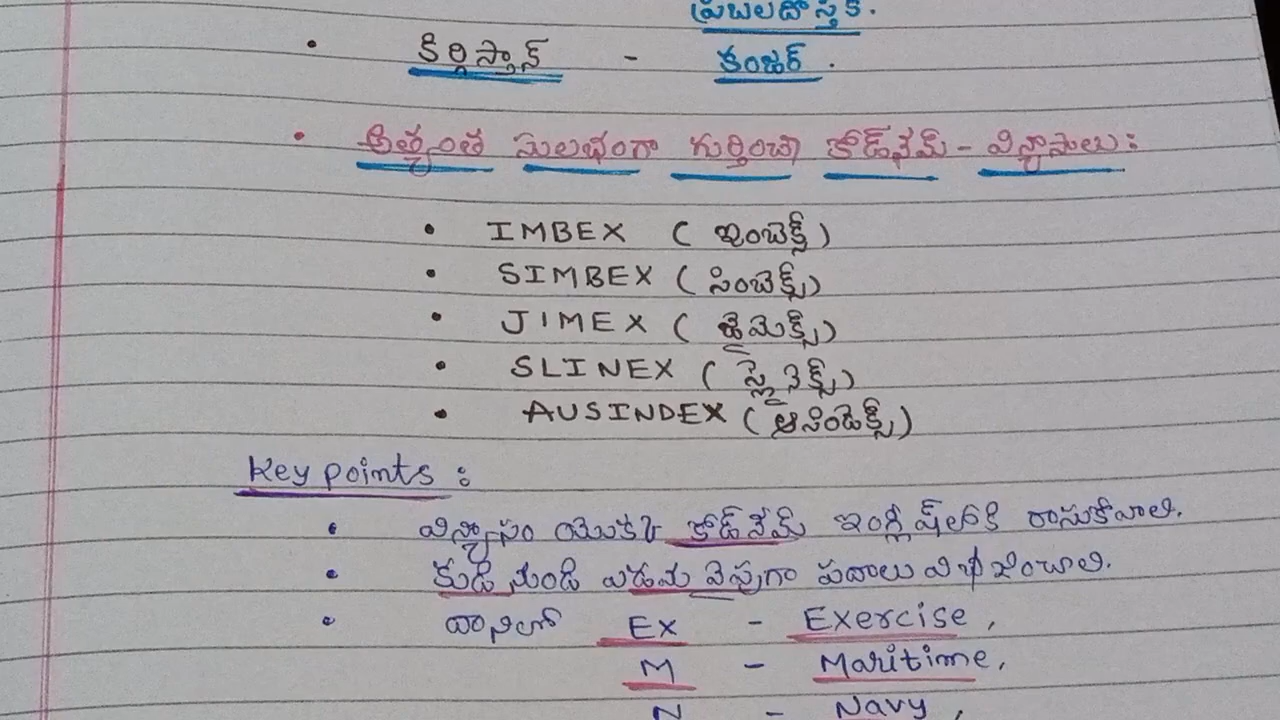 ప్రబలదోస్తీక్.
• కిర్గిస్తాన్ - కంజర్.
• అత్యంత సులభంగా గుర్తించా కోడ్‌నేమ్ - విన్యాసాలు:
• IMBEX (ఇంబెక్స్)
• SIMBEX (సింబెక్స్)
• JIMEX (జైమెక్స్)
• SLINEX (స్లైనెక్స్)
• AUSINDEX (ఆసిండెక్స్)
Key points:
• విన్యాసం యొక్క కోడ్‌నేమ్ ఇంగ్లీష్‌లోకి రాసుకోవాలి.
• కుడి నుండి ఎడమ వైపుగా పదాలు విభజించాలి.
• దానిలో Ex - Exercise,
M - Maritime,
N - Navy,